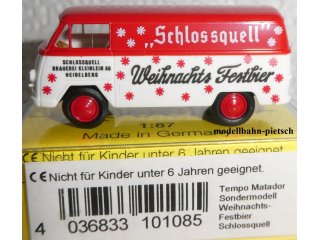 „Schlossquell"
SCHLOSSQUELL
BRAUEREI KLEINLEIN AG
HEIDELBERG
Weihnachts Festbier
modellbahn-pietsch
1:87
Made in Germany
Nicht für Kinder unter 6 Jahren geeignet.
Nicht für Kinder unter 6 Jahren geeignet.
Tempo Matador
Sondermodell
Weihnachts-
Festbier
Schlossquell
4 036833 101085